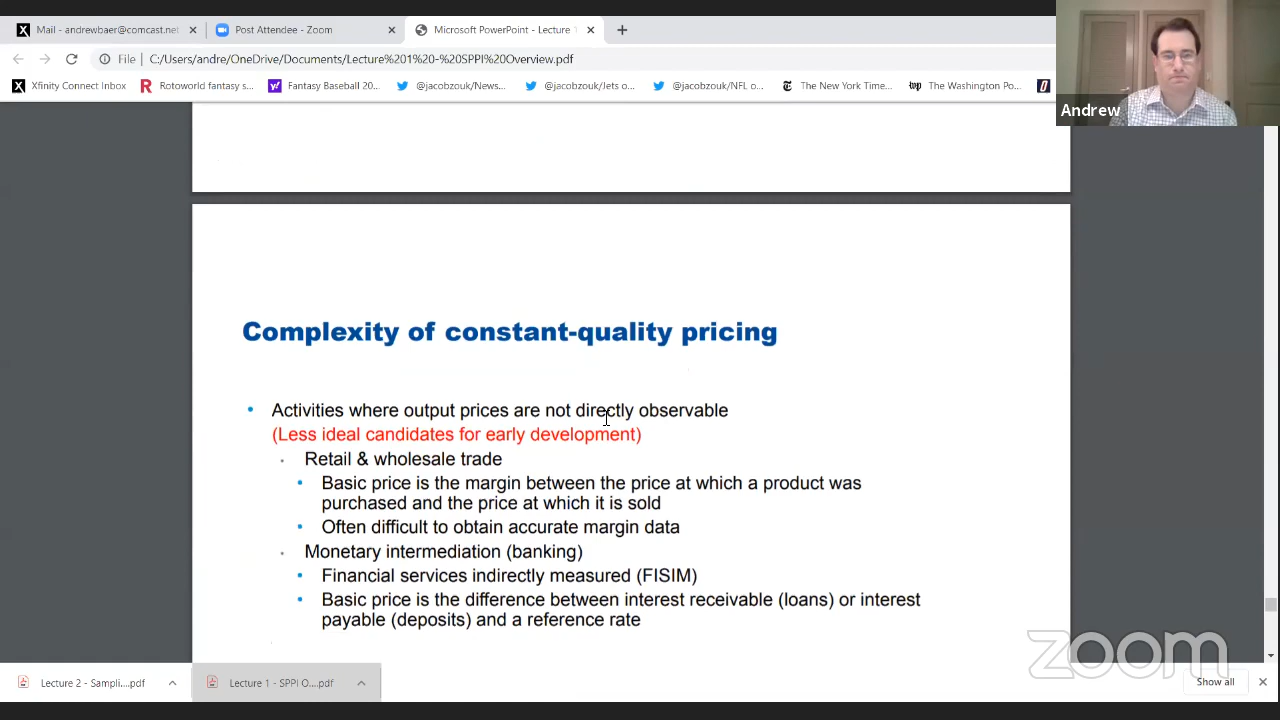 Mail - andrewbaer@comcast.net
Post Attendee - Zoom
Microsoft PowerPoint - Lecture
File
C:/Users/andre/OneDrive/Documents/Lecture%201%20-%20SPPI%20Overview.pdf
Xfinity Connect Inbox
Rotoworld fantasy s...
Fantasy Baseball 20...
@jacobzouk/News...
@jacobzouk/Jets o...
@jacobzouk/NFL o...
The New York Time...
wp The Washington Po...
Andrew
Complexity of constant-quality pricing
• Activities where output prices are not directly observable
(Less ideal candidates for early development)
Retail & wholesale trade
• Basic price is the margin between the price at which a product was
purchased and the price at which it is sold
• Often difficult to obtain accurate margin data
Monetary intermediation (banking)
• Financial services indirectly measured (FISIM)
• Basic price is the difference between interest receivable (loans) or interest
payable (deposits) and a reference rate
zoom
Lecture 2 - Sampli....pdf
Lecture 1 - SPPI O....pdf
Show all